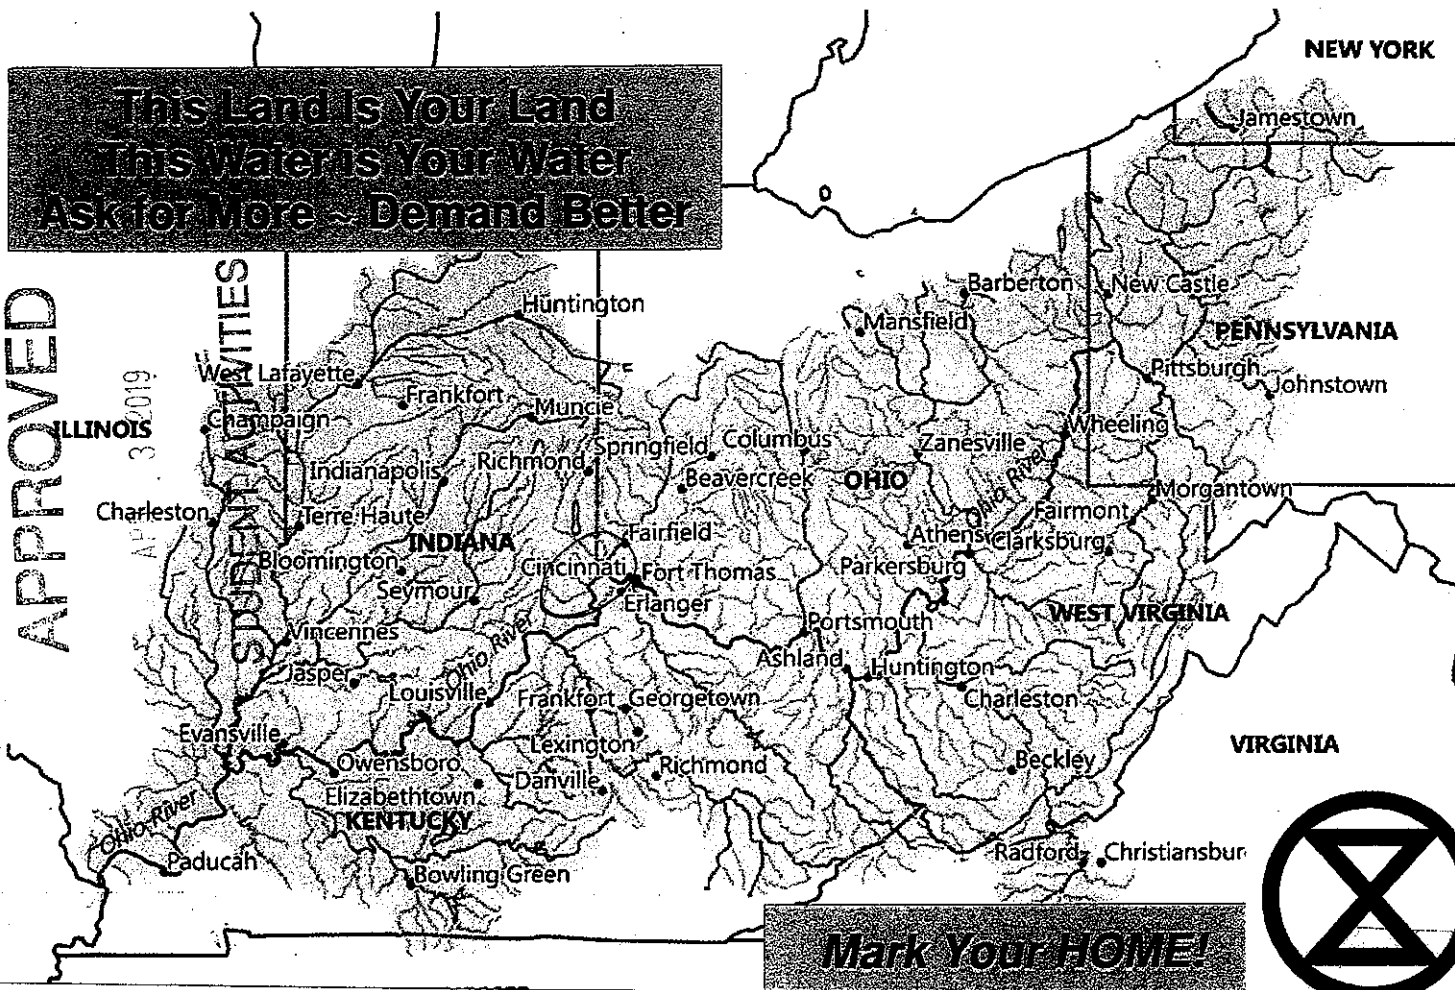 NEW YORK
This Land Is Your Land
This Water is Your Water
Ask for More ~ Demand Better
Jamestown
APPROVED
3 2019
STUDENT ACTIVITIES
Huntington
Barberton
New Castle
Mansfield
PENNSYLVANIA
West Lafayette
Pittsburgh
Johnstown
Frankfort
Muncie
Champaign
ILLINOIS
Springfield
Columbus
Zanesville
Wheeling
Indianapolis
Richmond
Beavercreek
OHIO
Ohio River
Morgantown
Charleston
Terre Haute
Fairmont
INDIANA
Fairfield
Athens
Clarksburg
Bloomington
Cincinnati
Fort Thomas
Parkersburg
Seymour
Erlanger
WEST VIRGINIA
Vincennes
Ohio River
Portsmouth
Jasper
Ashland
Huntington
Louisville
Frankfort
Georgetown
Charleston
Evansville
Lexington
VIRGINIA
Owensboro
Danville
Richmond
Beckley
Elizabethtown
KENTUCKY
Ohio River
Paducah
Radford
Christiansbur
Bowling Green
Mark Your HOME!